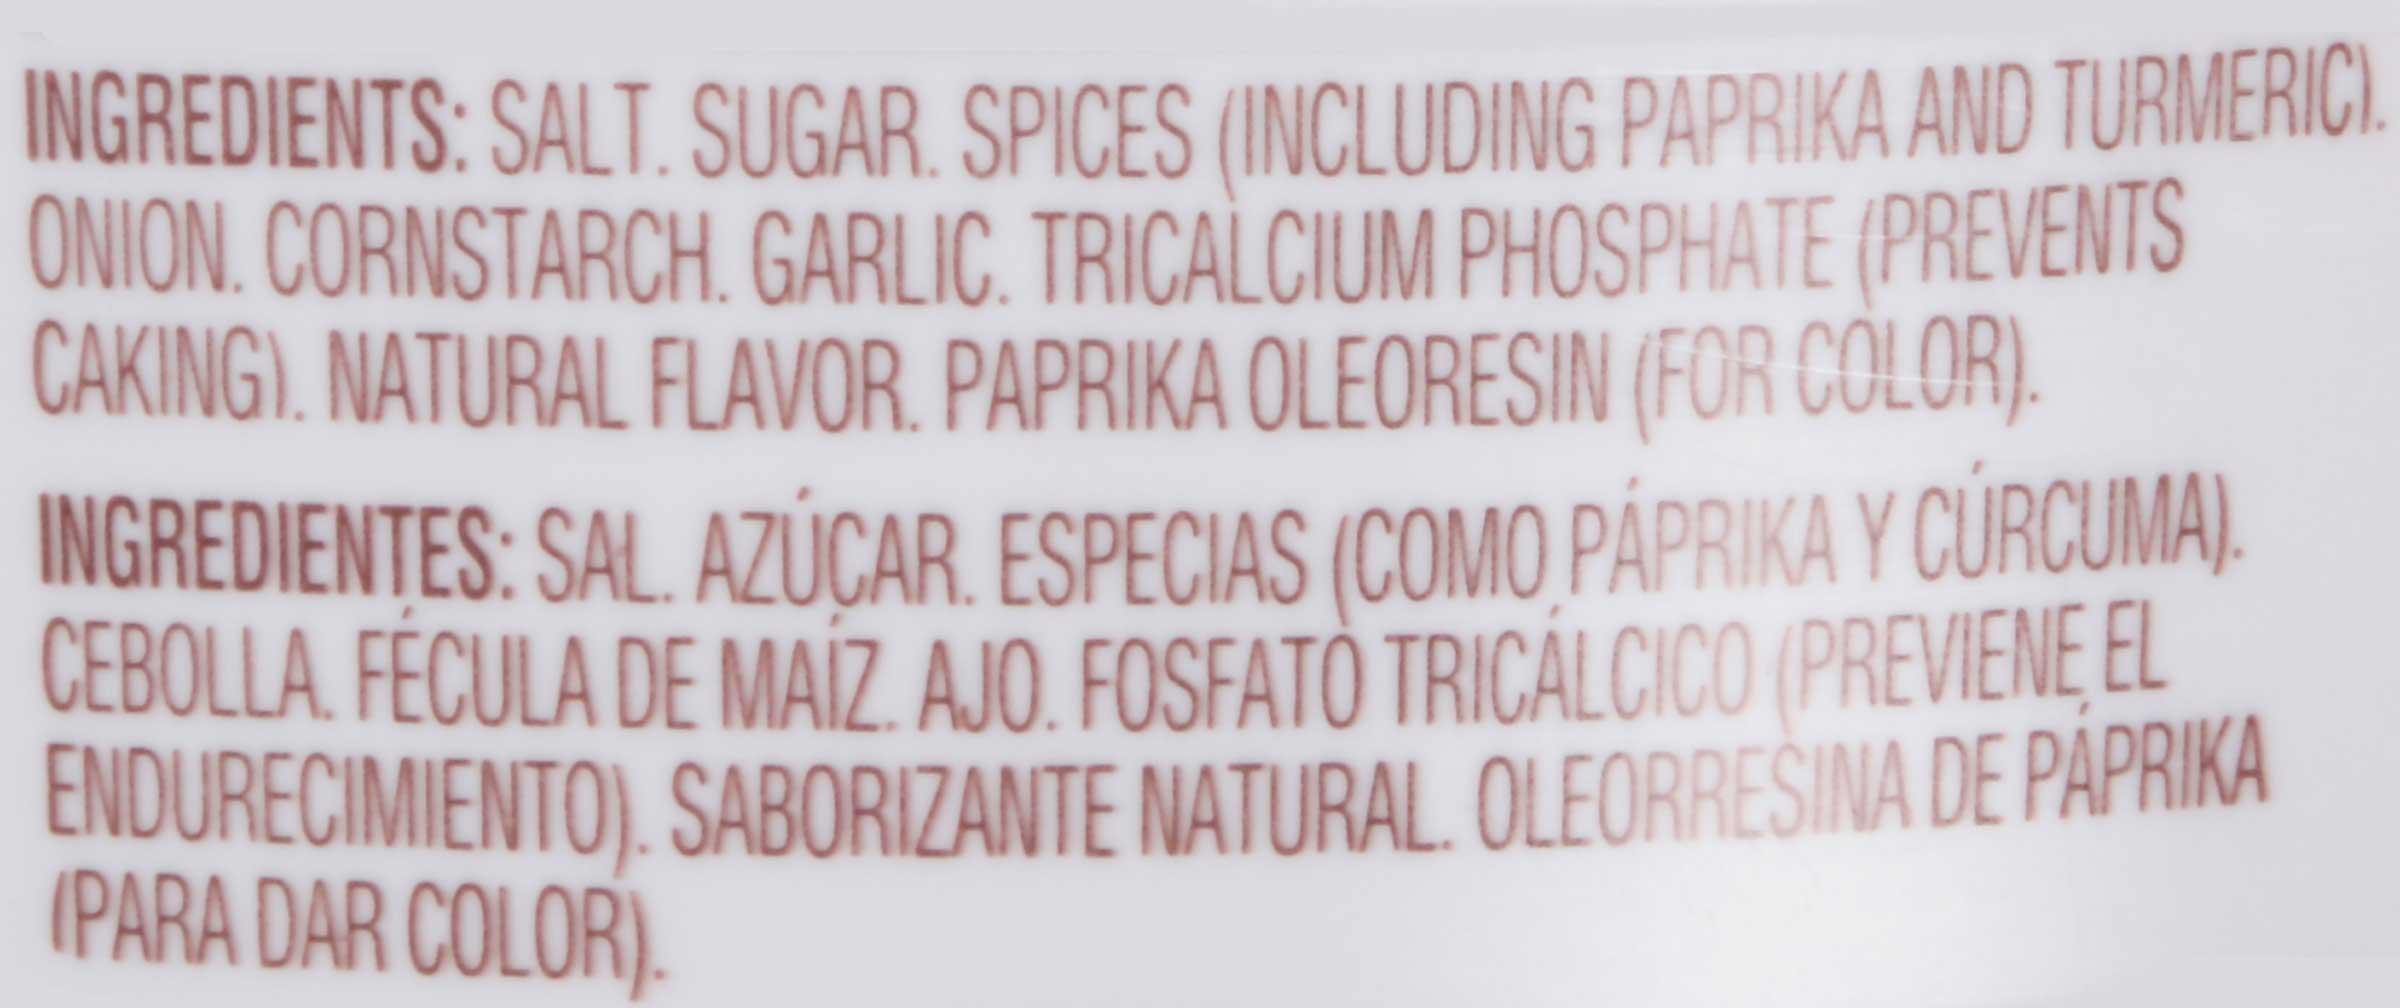 INGREDIENTS: SALT. SUGAR. SPICES (INCLUDING PAPRIKA AND TURMERIC).
ONION. CORNSTARCH. GARLIC. TRICALCIUM PHOSPHATE (PREVENTS
CAKING). NATURAL FLAVOR. PAPRIKA OLEORESIN (FOR COLOR).
INGREDIENTES: SAL. AZÚCAR. ESPECIAS (COMO PÁPRIKA Y CÚRCUMA).
CEBOLLA. FÉCULA DE MAÍZ. AJO. FOSFATO TRICÁLCICO (PREVIENE EL
ENDURECIMIENTO). SABORIZANTE NATURAL. OLEORRESINA DE PÁPRIKA
(PARA DAR COLOR).